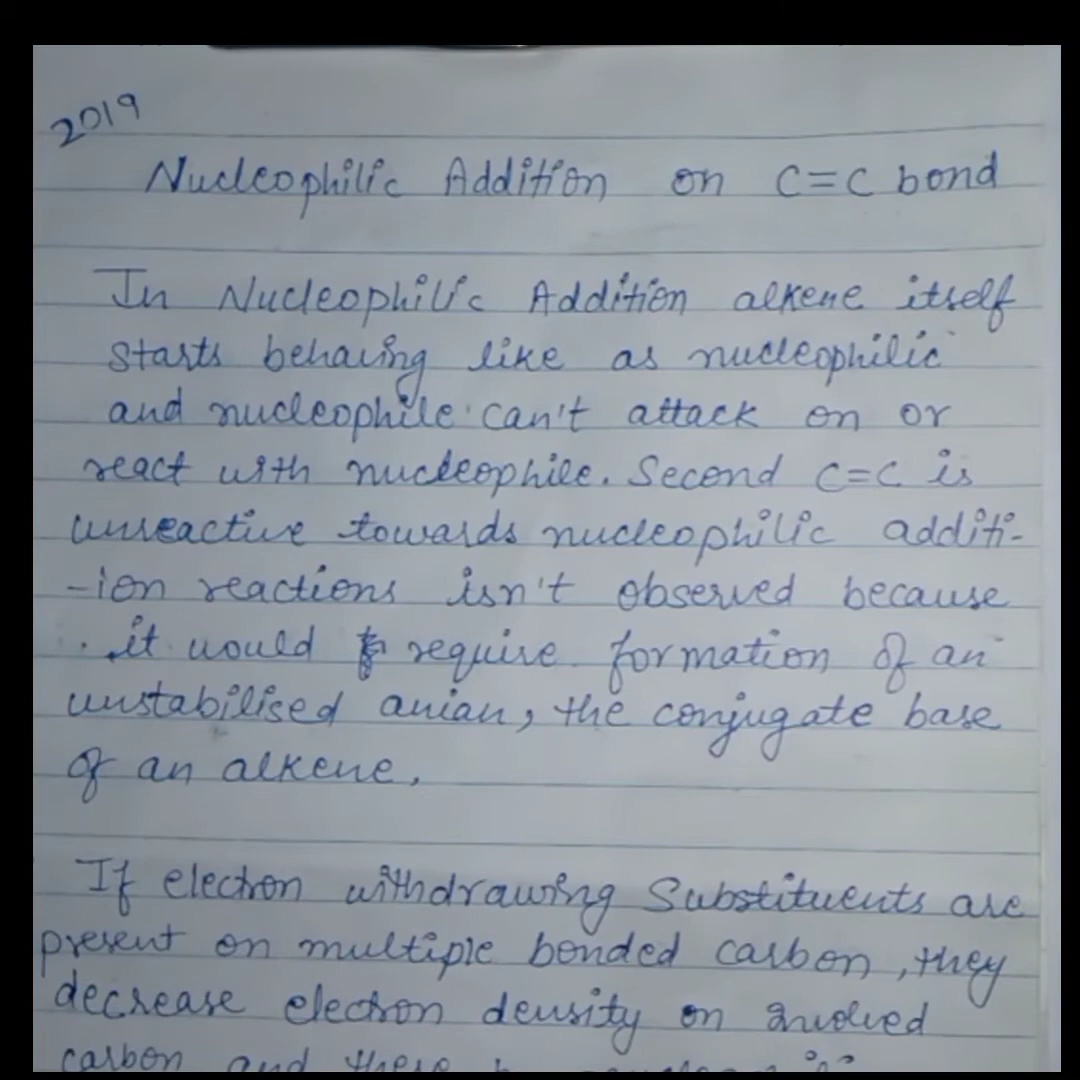 2019
Nucleophilic Addition on C=C bond
In Nucleophilic Addition alkene itself
starts behaving like as nucleophilic
and nucleophile can't attack on or
react with nucleophile. Second C=C is
unreactive towards nucleophilic additi-
-ion reactions isn't observed because
it would require formation of an
unstabilised anian, the conjugate base
of an alkene.
If electron withdrawing Substituents are
present on multiple bonded carbon, they
decrease electron density on involved
carbon and